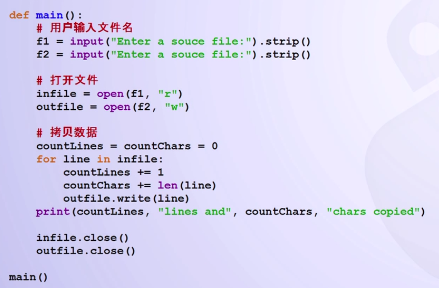 def main():
    # 用户输入文件名
    f1 = input("Enter a souce file:").strip()
    f2 = input("Enter a souce file:").strip()

    # 打开文件
    infile = open(f1, "r")
    outfile = open(f2, "w")

    # 拷贝数据
    countLines = countChars = 0
    for line in infile:
        countLines += 1
        countChars += len(line)
        outfile.write(line)
    print(countLines, "lines and", countChars, "chars copied")

    infile.close()
    outfile.close()

main()